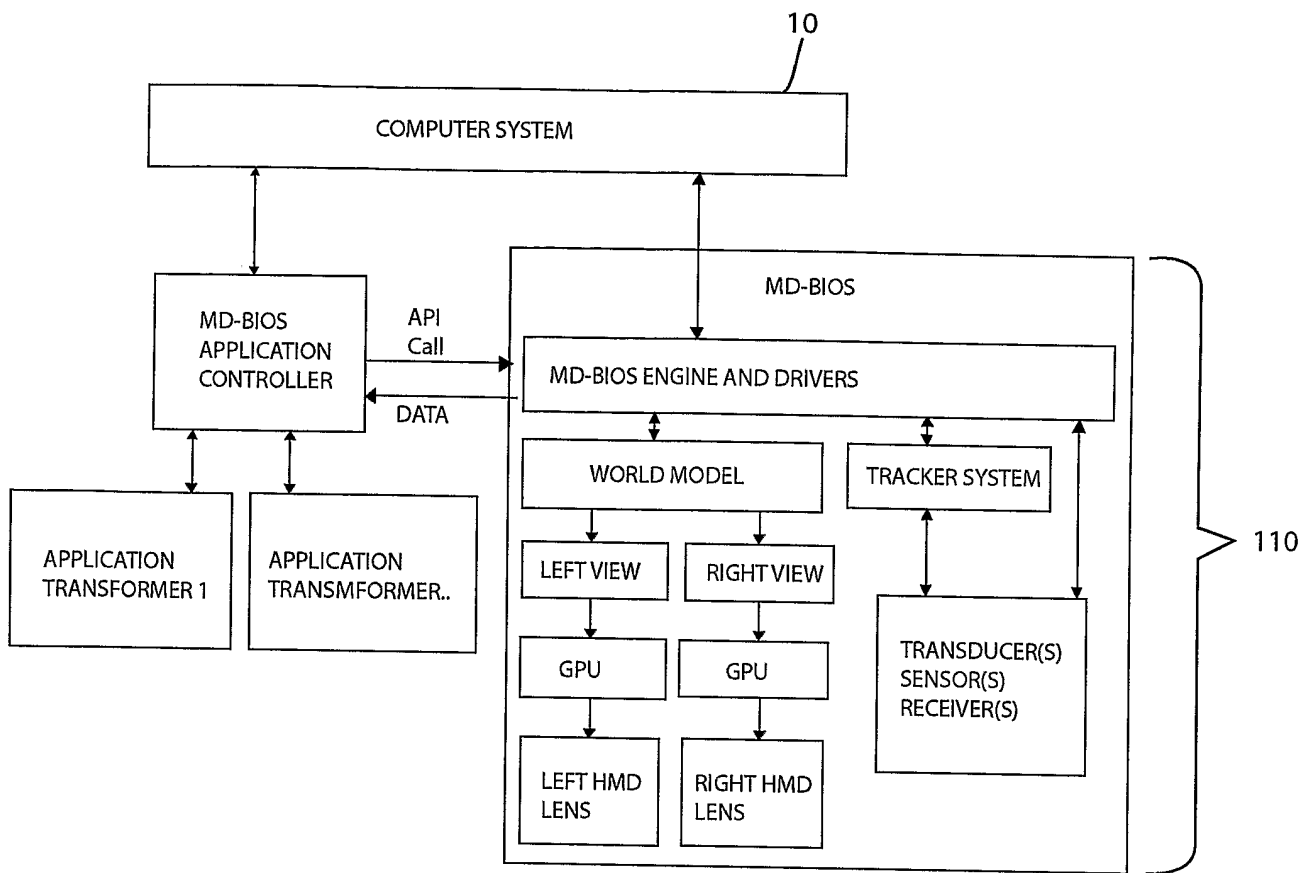 10
COMPUTER SYSTEM
MD-BIOS
MD-BIOS
APPLICATION
CONTROLLER
API
Call
DATA
MD-BIOS ENGINE AND DRIVERS
WORLD MODEL
TRACKER SYSTEM
APPLICATION
TRANSFORMER 1
APPLICATION
TRANSMFORMER..
LEFT VIEW
RIGHT VIEW
GPU
GPU
LEFT HMD
LENS
RIGHT HMD
LENS
TRANSDUCER(S)
SENSOR(S)
RECEIVER(S)
110